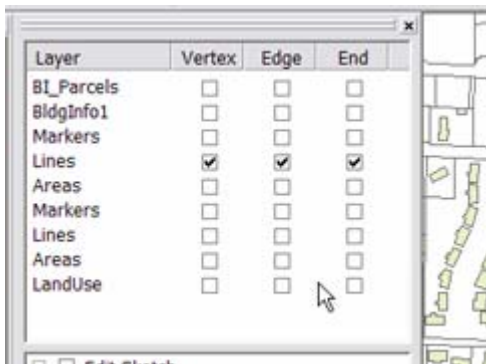 Layer Vertex Edge End
BI_Parcels
BldgInfo1
Markers
Lines
Areas
Markers
Lines
Areas
LandUse
Edit Sketch